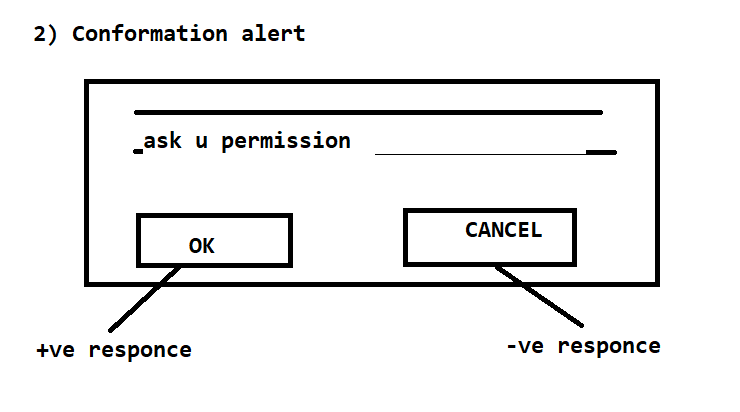 2) Conformation alert
ask u permission
OK
CANCEL
+ve responce
-ve responce